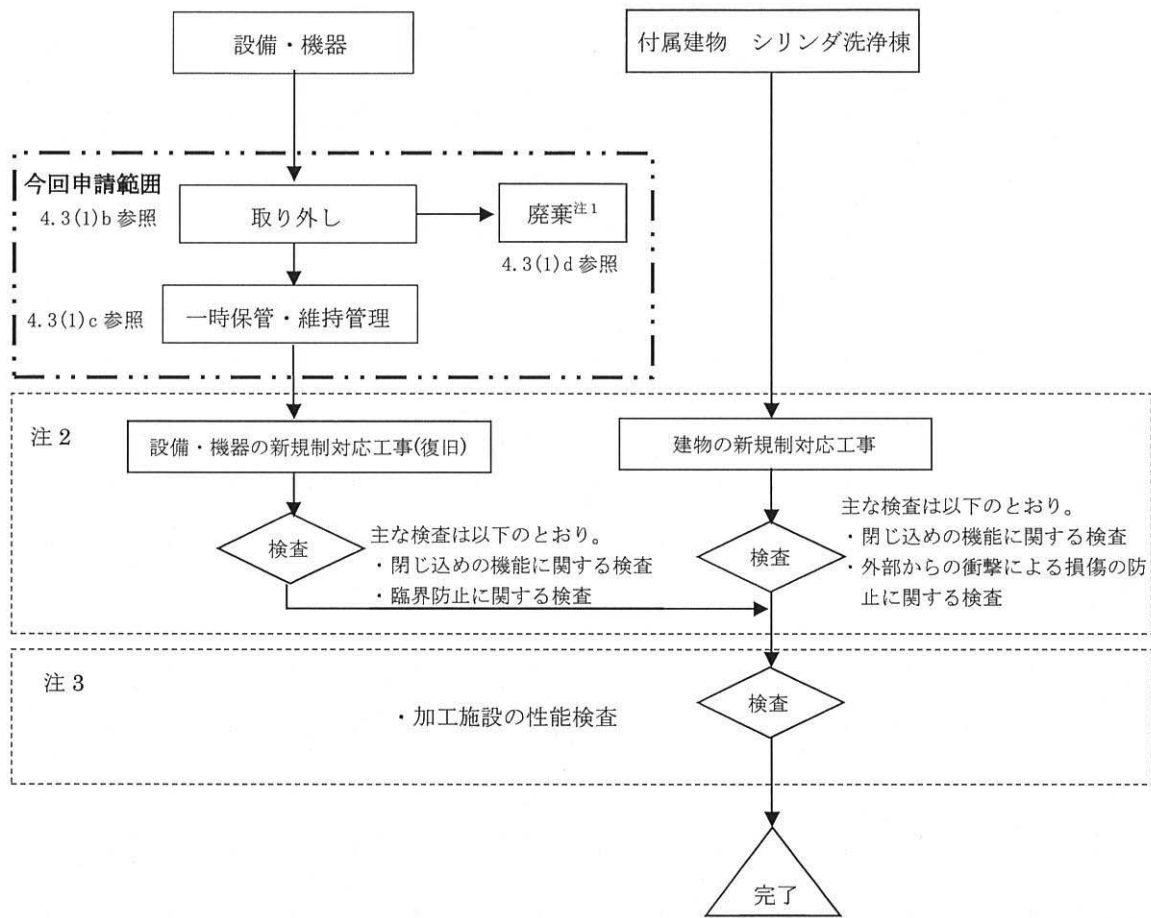 設備・機器
付属建物　シリンダ洗浄棟
今回申請範囲
4.3(1)b 参照
取り外し
廃棄注1
4.3(1)d 参照
4.3(1)c 参照
一時保管・維持管理
注 2
設備・機器の新規制対応工事(復旧)
建物の新規制対応工事
検査
主な検査は以下のとおり。
・閉じ込めの機能に関する検査
・臨界防止に関する検査
検査
主な検査は以下のとおり。
・閉じ込めの機能に関する検査
・外部からの衝撃による損傷の防
止に関する検査
注 3
・加工施設の性能検査
検査
完了